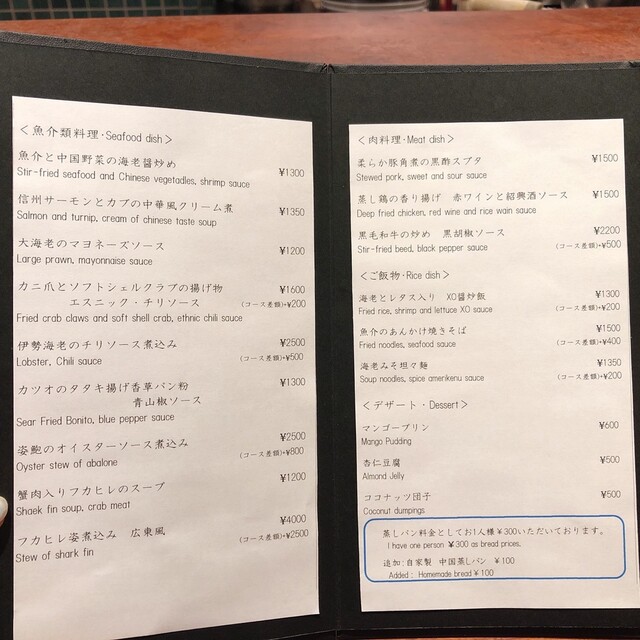 ＜魚介類料理・Seafood dish＞
魚介と中国野菜の海老醤炒め ¥1300
Stir-fried seafood and Chinese vegetadles, shrimp sauce
信州サーモンとカブの中華風クリーム煮 ¥1350
Salmon and turnip, cream of chinese taste soup
大海老のマヨネーズソース ¥1200
Large prawn, mayonnaise sauce
カニ爪とソフトシェルクラブの揚げ物 ¥1600
エスニック・チリソース (コース差額)+¥200
Fried crab claws and soft shell crab, ethnic chili sauce
伊勢海老のチリソース煮込み ¥2500
Lobster, Chili sauce (コース差額)+¥500
カツオのタタキ揚げ香草パン粉 ¥1300
青山椒ソース
Sear Fried Bonito, blue pepper sauce
姿鮑のオイスターソース煮込み ¥2500
Oyster stew of abalone (コース差額)+¥800
蟹肉入りフカヒレのスープ ¥1200
Shaek fin soup, crab meat
フカヒレ姿煮込み 広東風 ¥4000
Stew of shark fin (コース差額)+¥2500
＜肉料理・Meat dish＞
柔らか豚角煮の黒酢スブタ ¥1500
Stewed pork, sweet and sour sauce
蒸し鶏の香り揚げ 赤ワインと紹興酒ソース ¥1500
Deep fried chicken, red wine and rice wain sauce
黒毛和牛の炒め 黒胡椒ソース ¥2200
Stir-fried beed, black pepper sauce (コース差額)+¥500
＜ご飯物・Rice dish＞
海老とレタス入り XO醤炒飯 ¥1300
Fried rice, shrimp and lettuce XO sauce (コース差額)+¥200
魚介のあんかけ焼きそば ¥1500
Fried noodles, seafood sauce (コース差額)+¥400
海老みそ坦々麺 ¥1350
Soup noodles, spice amerikenu sauce (コース差額)+¥200
＜デザート・Dessert＞
マンゴープリン ¥600
Mango Pudding
杏仁豆腐 ¥500
Almond Jelly
ココナッツ団子 ¥500
Coconut dumpings
蒸しパン料金としてお1人様￥300いただいております。
I have one person ￥300 as bread prices.
追加:自家製 中国蒸しパン ￥100
Added : Homemade bread￥100